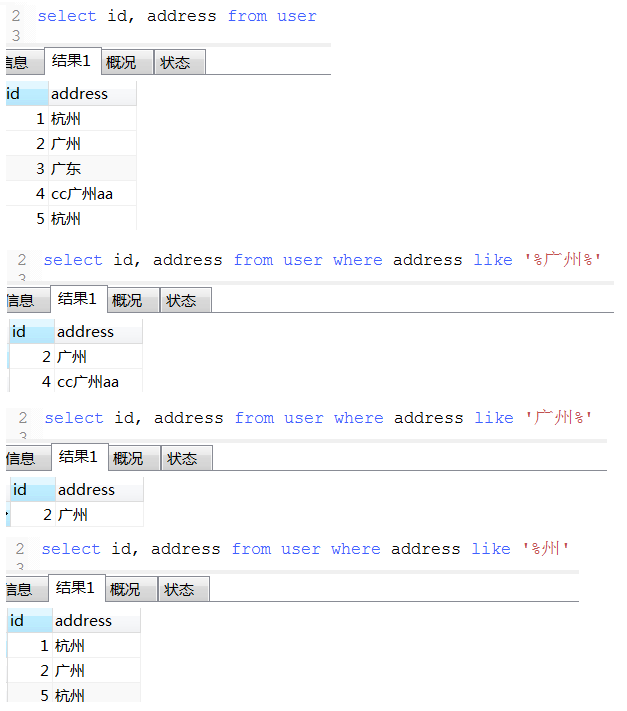 2 select id, address from user
3
信息 结果1 概况 状态
id address
1 杭州
2 广州
3 广东
4 cc广州aa
5 杭州
2 select id, address from user where address like '%广州%'
3
信息 结果1 概况 状态
id address
2 广州
4 cc广州aa
2 select id, address from user where address like '广州%'
3
信息 结果1 概况 状态
id address
2 广州
2 select id, address from user where address like '%州'
3
信息 结果1 概况 状态
id address
1 杭州
2 广州
5 杭州